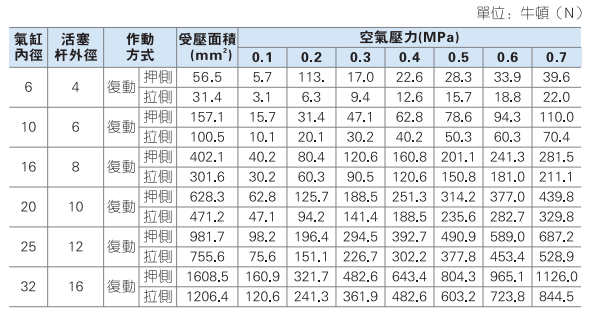 單位：牛頓（N）
氣缸內徑 活塞杆外徑 作動方式 受壓面積(mm²) 空氣壓力(MPa)
0.1 0.2 0.3 0.4 0.5 0.6 0.7
6 4 復動 押側 56.5 5.7 113. 17.0 22.6 28.3 33.9 39.6
拉側 31.4 3.1 6.3 9.4 12.6 15.7 18.8 22.0
10 6 復動 押側 157.1 15.7 31.4 47.1 62.8 78.6 94.3 110.0
拉側 100.5 10.1 20.1 30.2 40.2 50.3 60.3 70.4
16 8 復動 押側 402.1 40.2 80.4 120.6 160.8 201.1 241.3 281.5
拉側 301.6 30.2 60.3 90.5 120.6 150.8 181.0 211.1
20 10 復動 押側 628.3 62.8 125.7 188.5 251.3 314.2 377.0 439.8
拉側 471.2 47.1 94.2 141.4 188.5 235.6 282.7 329.8
25 12 復動 押側 981.7 98.2 196.4 294.5 392.7 490.9 589.0 687.2
拉側 755.6 75.6 151.1 226.7 302.2 377.8 453.4 528.9
32 16 復動 押側 1608.5 160.9 321.7 482.6 643.4 804.3 965.1 1126.0
拉側 1206.4 120.6 241.3 361.9 482.6 603.2 723.8 844.5